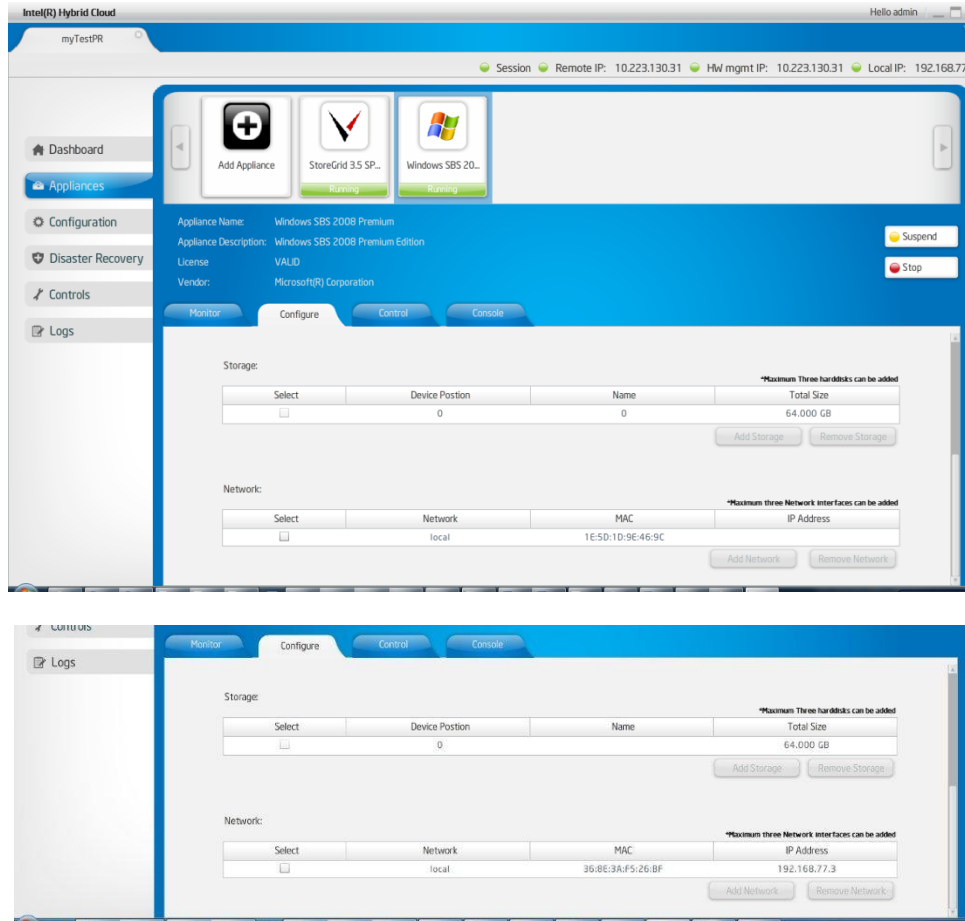 Intel(R) Hybrid Cloud Hello admin
myTestPR
Session Remote IP: 10.223.130.31 HW mgmt IP: 10.223.130.31 Local IP: 192.168.77
Dashboard
Appliances
Configuration
Disaster Recovery
Controls
Logs
Add Appliance
StoreGrid 3.5 SP...
Running
Windows SBS 20...
Running
Appliance Name: Windows SBS 2008 Premium
Appliance Description: Windows SBS 2008 Premium Edition
License VALID
Vendor: Microsoft(R) Corporation
Suspend
Stop
Monitor Configure Control Console
Storage:
*Maximum Three harddisks can be added
Select Device Postion Name Total Size
0 0 64.000 GB
Add Storage Remove Storage
Network:
*Maximum three Network interfaces can be added
Select Network MAC IP Address
local 1E:5D:1D:9E:46:9C
Add Network Remove Network
Controls
Logs
Monitor Configure Control Console
Storage:
*Maximum Three harddisks can be added
Select Device Postion Name Total Size
0 64.000 GB
Add Storage Remove Storage
Network:
*Maximum three Network interfaces can be added
Select Network MAC IP Address
local 36:8E:3A:F5:26:8F 192.168.77.3
Add Network Remove Network